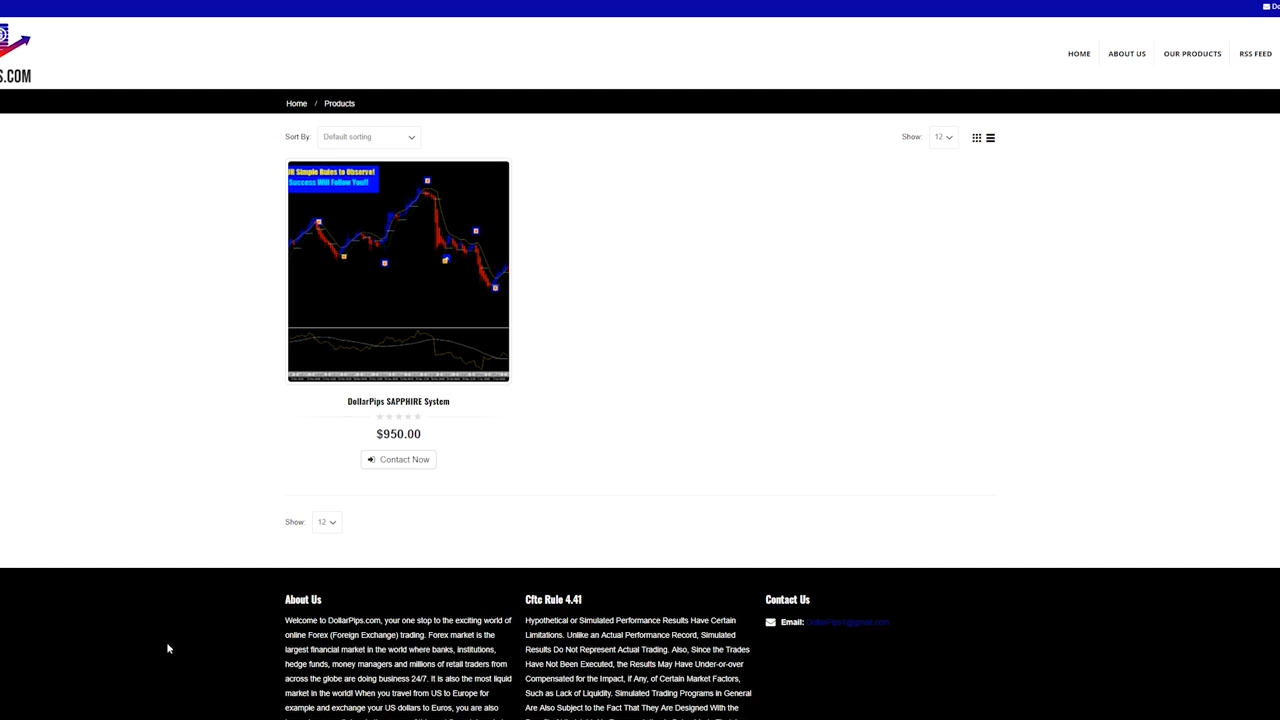 S.COM
HOME
ABOUT US
OUR PRODUCTS
RSS FEED
Home / Products
Sort By: Default sorting
Show: 12
Simple Rules to Observe!
Success Will Follow You!!
DollarPips SAPPHIRE System
$950.00
Contact Now
Show: 12
About Us
Welcome to DollarPips.com, your one stop to the exciting world of
online Forex (Foreign Exchange) trading. Forex market is the
largest financial market in the world where banks, institutions,
hedge funds, money managers and millions of retail traders from
across the globe are doing business 24/7. It is also the most liquid
market in the world! When you travel from US to Europe for
example and exchange your US dollars to Euros, you are also
Cftc Rule 4.41
Hypothetical or Simulated Performance Results Have Certain
Limitations. Unlike an Actual Performance Record, Simulated
Results Do Not Represent Actual Trading. Also, Since the Trades
Have Not Been Executed, the Results May Have Under-or-over
Compensated for the Impact, if Any, of Certain Market Factors,
Such as Lack of Liquidity. Simulated Trading Programs in General
Are Also Subject to the Fact That They Are Designed With the
Contact Us
Email: DollarPips1@gmail.com